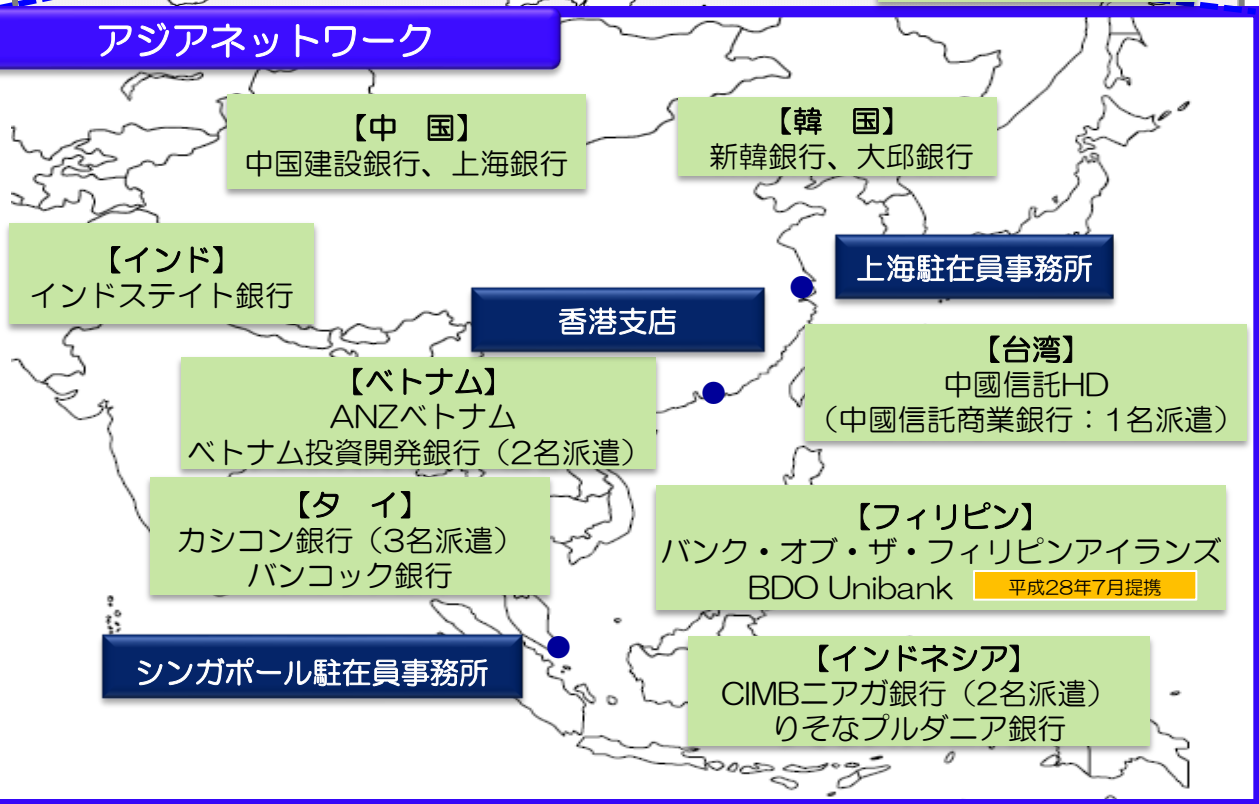 アジアネットワーク
【中　国】
中国建設銀行、上海銀行
【韓　国】
新韓銀行、大邱銀行
【インド】
インドステイト銀行
上海駐在員事務所
香港支店
【台湾】
中國信託HD
（中國信託商業銀行：1名派遣）
【ベトナム】
ANZベトナム
ベトナム投資開発銀行（2名派遣）
【タ　イ】
カシコン銀行（3名派遣）
バンコック銀行
【フィリピン】
バンク・オブ・ザ・フィリピンアイランズ
BDO Unibank　平成28年7月提携
シンガポール駐在員事務所
【インドネシア】
CIMBニアガ銀行（2名派遣）
りそなプルダニア銀行